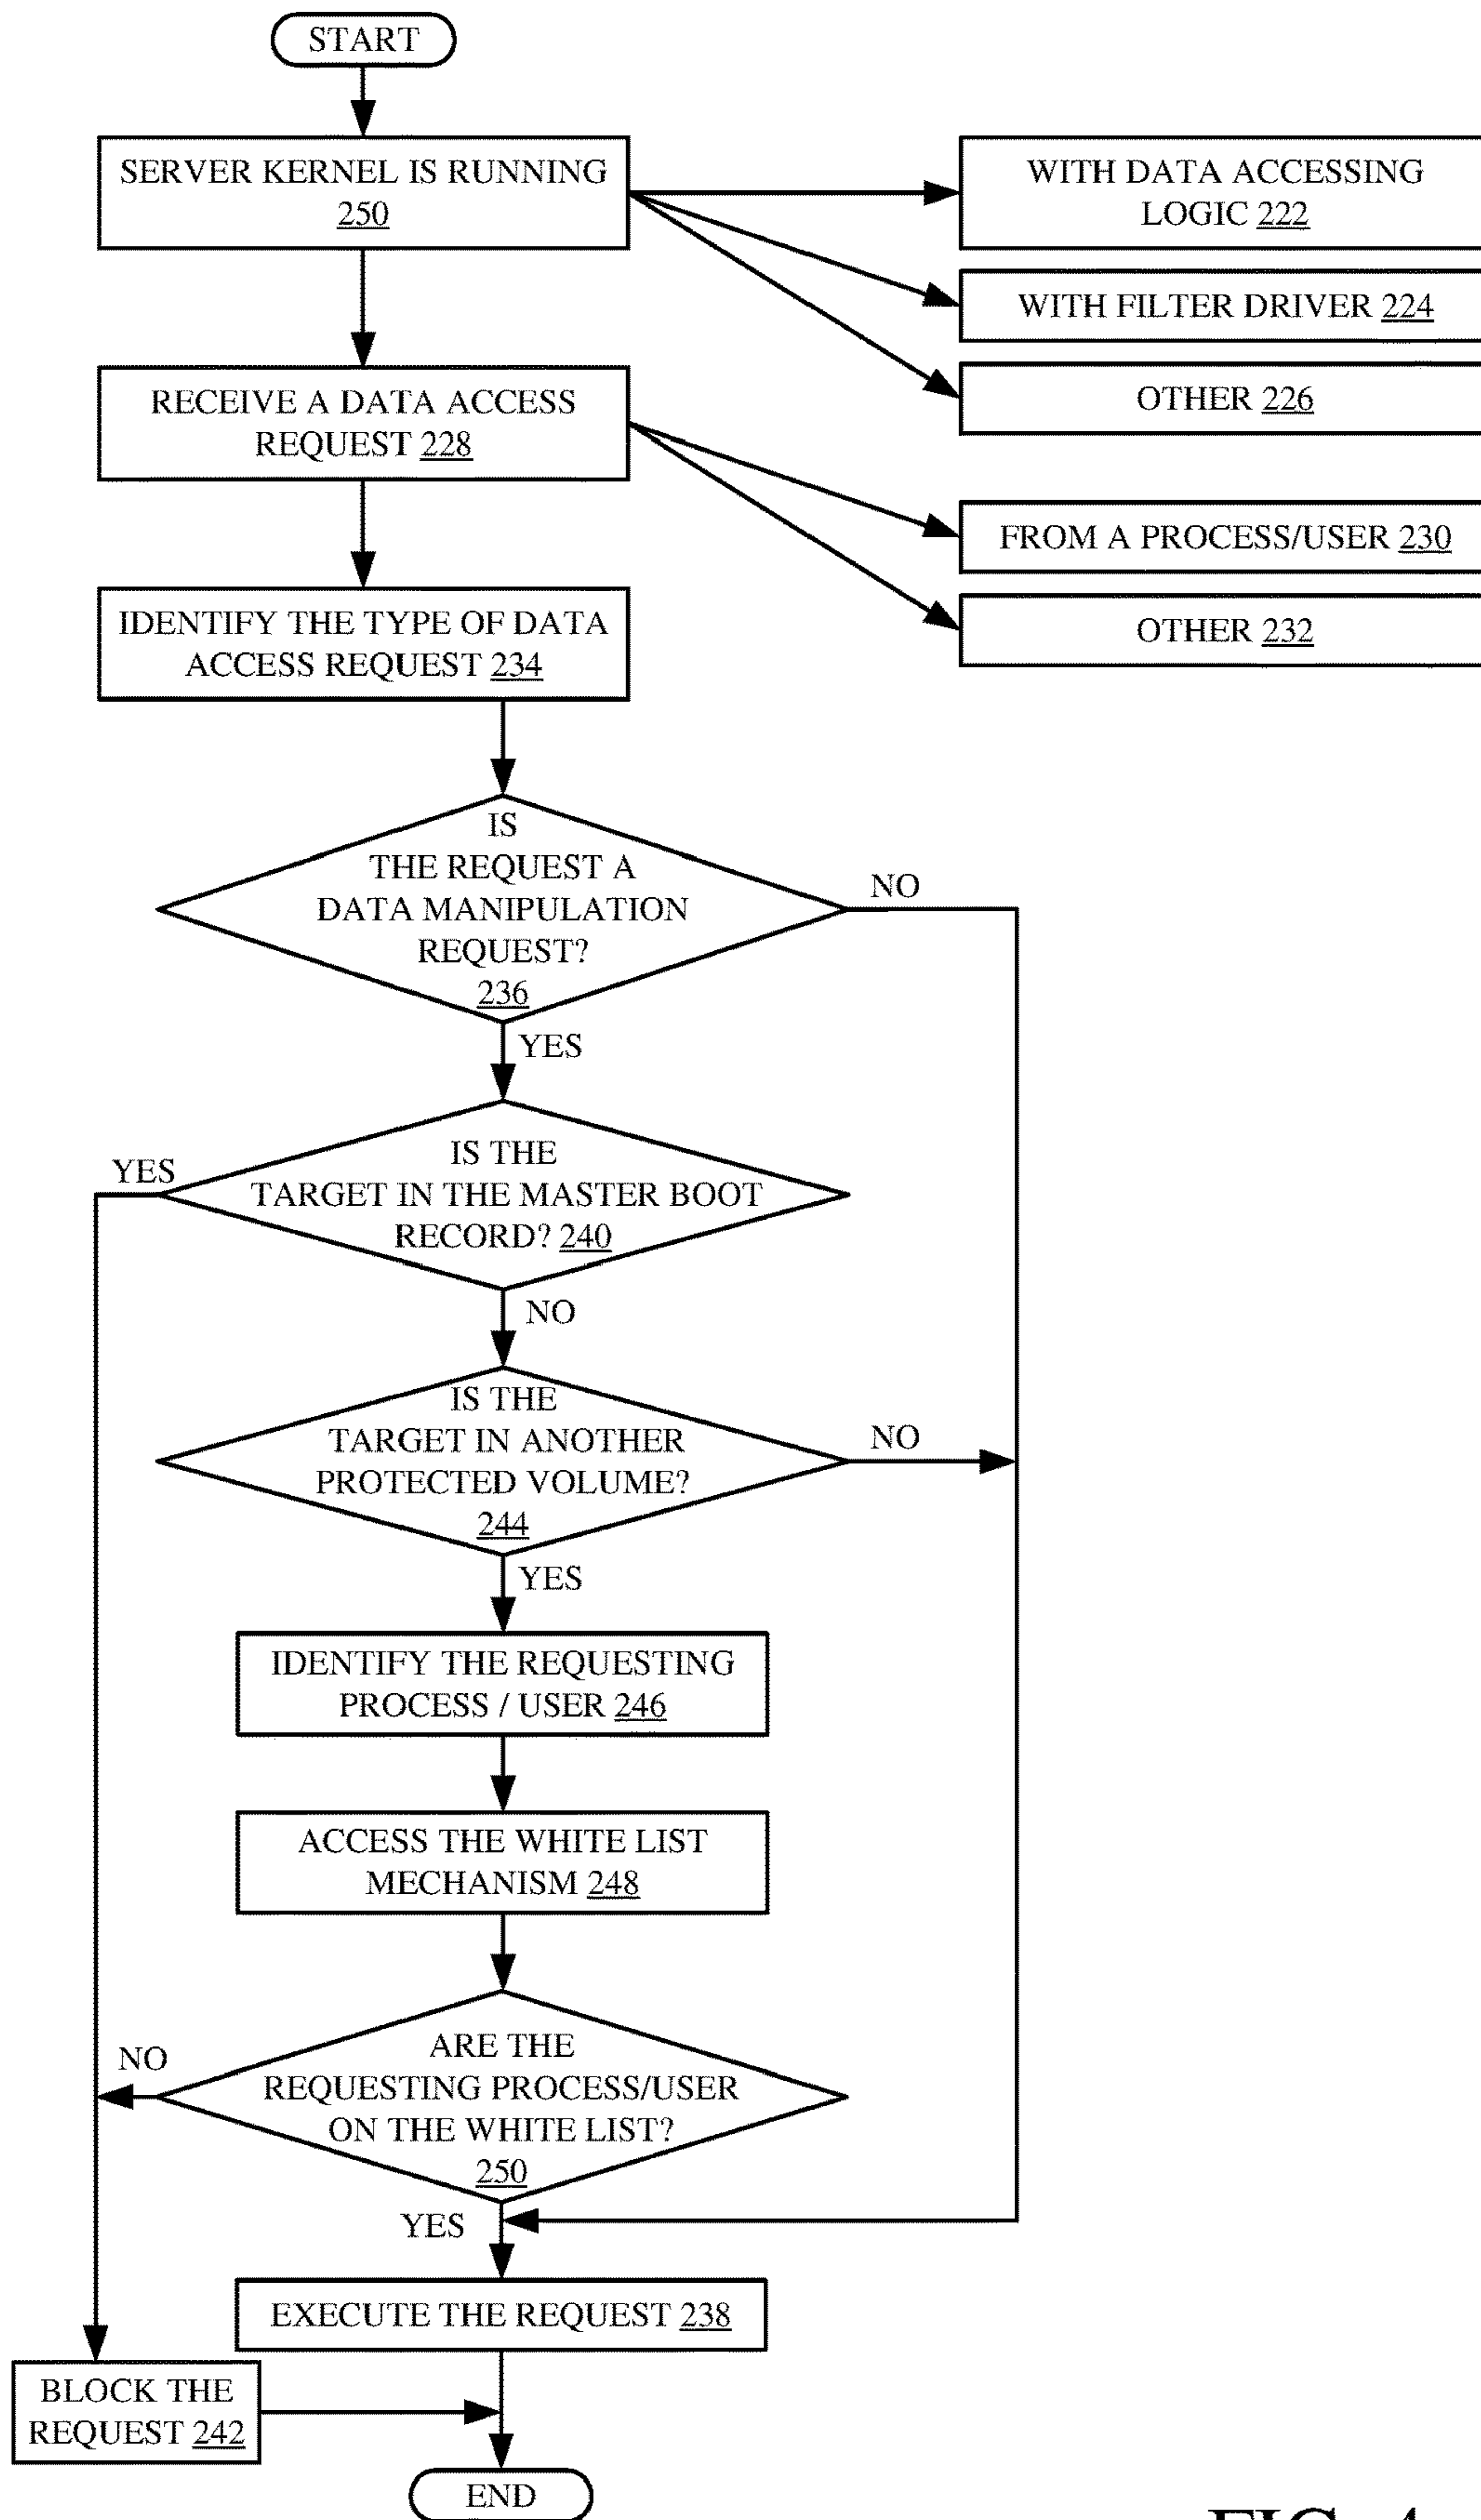 START
SERVER KERNEL IS RUNNING
250
WITH DATA ACCESSING
LOGIC 222
WITH FILTER DRIVER 224
OTHER 226
RECEIVE A DATA ACCESS
REQUEST 228
FROM A PROCESS/USER 230
OTHER 232
IDENTIFY THE TYPE OF DATA
ACCESS REQUEST 234
IS
THE REQUEST A
DATA MANIPULATION
REQUEST?
236
NO
YES
IS THE
TARGET IN THE MASTER BOOT
RECORD? 240
YES
NO
IS THE
TARGET IN ANOTHER
PROTECTED VOLUME?
244
NO
YES
IDENTIFY THE REQUESTING
PROCESS / USER 246
ACCESS THE WHITE LIST
MECHANISM 248
ARE THE
REQUESTING PROCESS/USER
ON THE WHITE LIST?
250
NO
YES
EXECUTE THE REQUEST 238
BLOCK THE
REQUEST 242
END